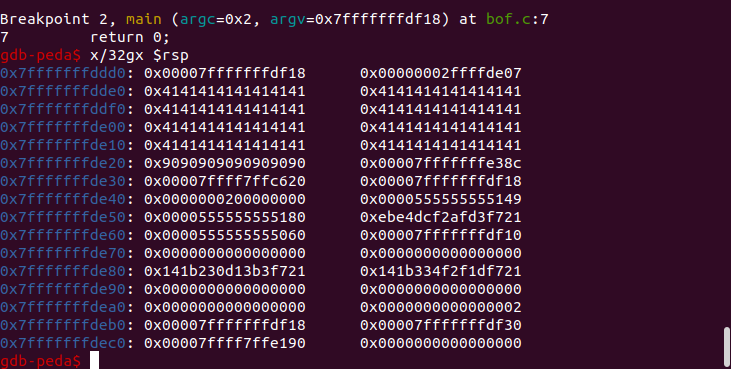 Breakpoint 2, main (argc=0x2, argv=0x7fffffffdf18) at bof.c:7
7 return 0;
gdb-peda$ x/32gx $rsp
0x7fffffffddd0: 0x00007fffffffdf18 0x00000002ffffde07
0x7fffffffdde0: 0x4141414141414141 0x4141414141414141
0x7fffffffddf0: 0x4141414141414141 0x4141414141414141
0x7fffffffde00: 0x4141414141414141 0x4141414141414141
0x7fffffffde10: 0x4141414141414141 0x4141414141414141
0x7fffffffde20: 0x9090909090909090 0x00007fffffffe38c
0x7fffffffde30: 0x00007ffff7ffc620 0x00007fffffffdf18
0x7fffffffde40: 0x0000000200000000 0x0000555555555149
0x7fffffffde50: 0x0000555555555180 0xebe4dcf2afd3f721
0x7fffffffde60: 0x0000555555555060 0x00007fffffffdf10
0x7fffffffde70: 0x0000000000000000 0x0000000000000000
0x7fffffffde80: 0x141b230d13b3f721 0x141b334f2f1df721
0x7fffffffde90: 0x0000000000000000 0x0000000000000000
0x7fffffffdea0: 0x0000000000000000 0x0000000000000002
0x7fffffffdeb0: 0x00007fffffffdf18 0x00007fffffffdf30
0x7fffffffdec0: 0x00007ffff7ffe190 0x0000000000000000
gdb-peda$